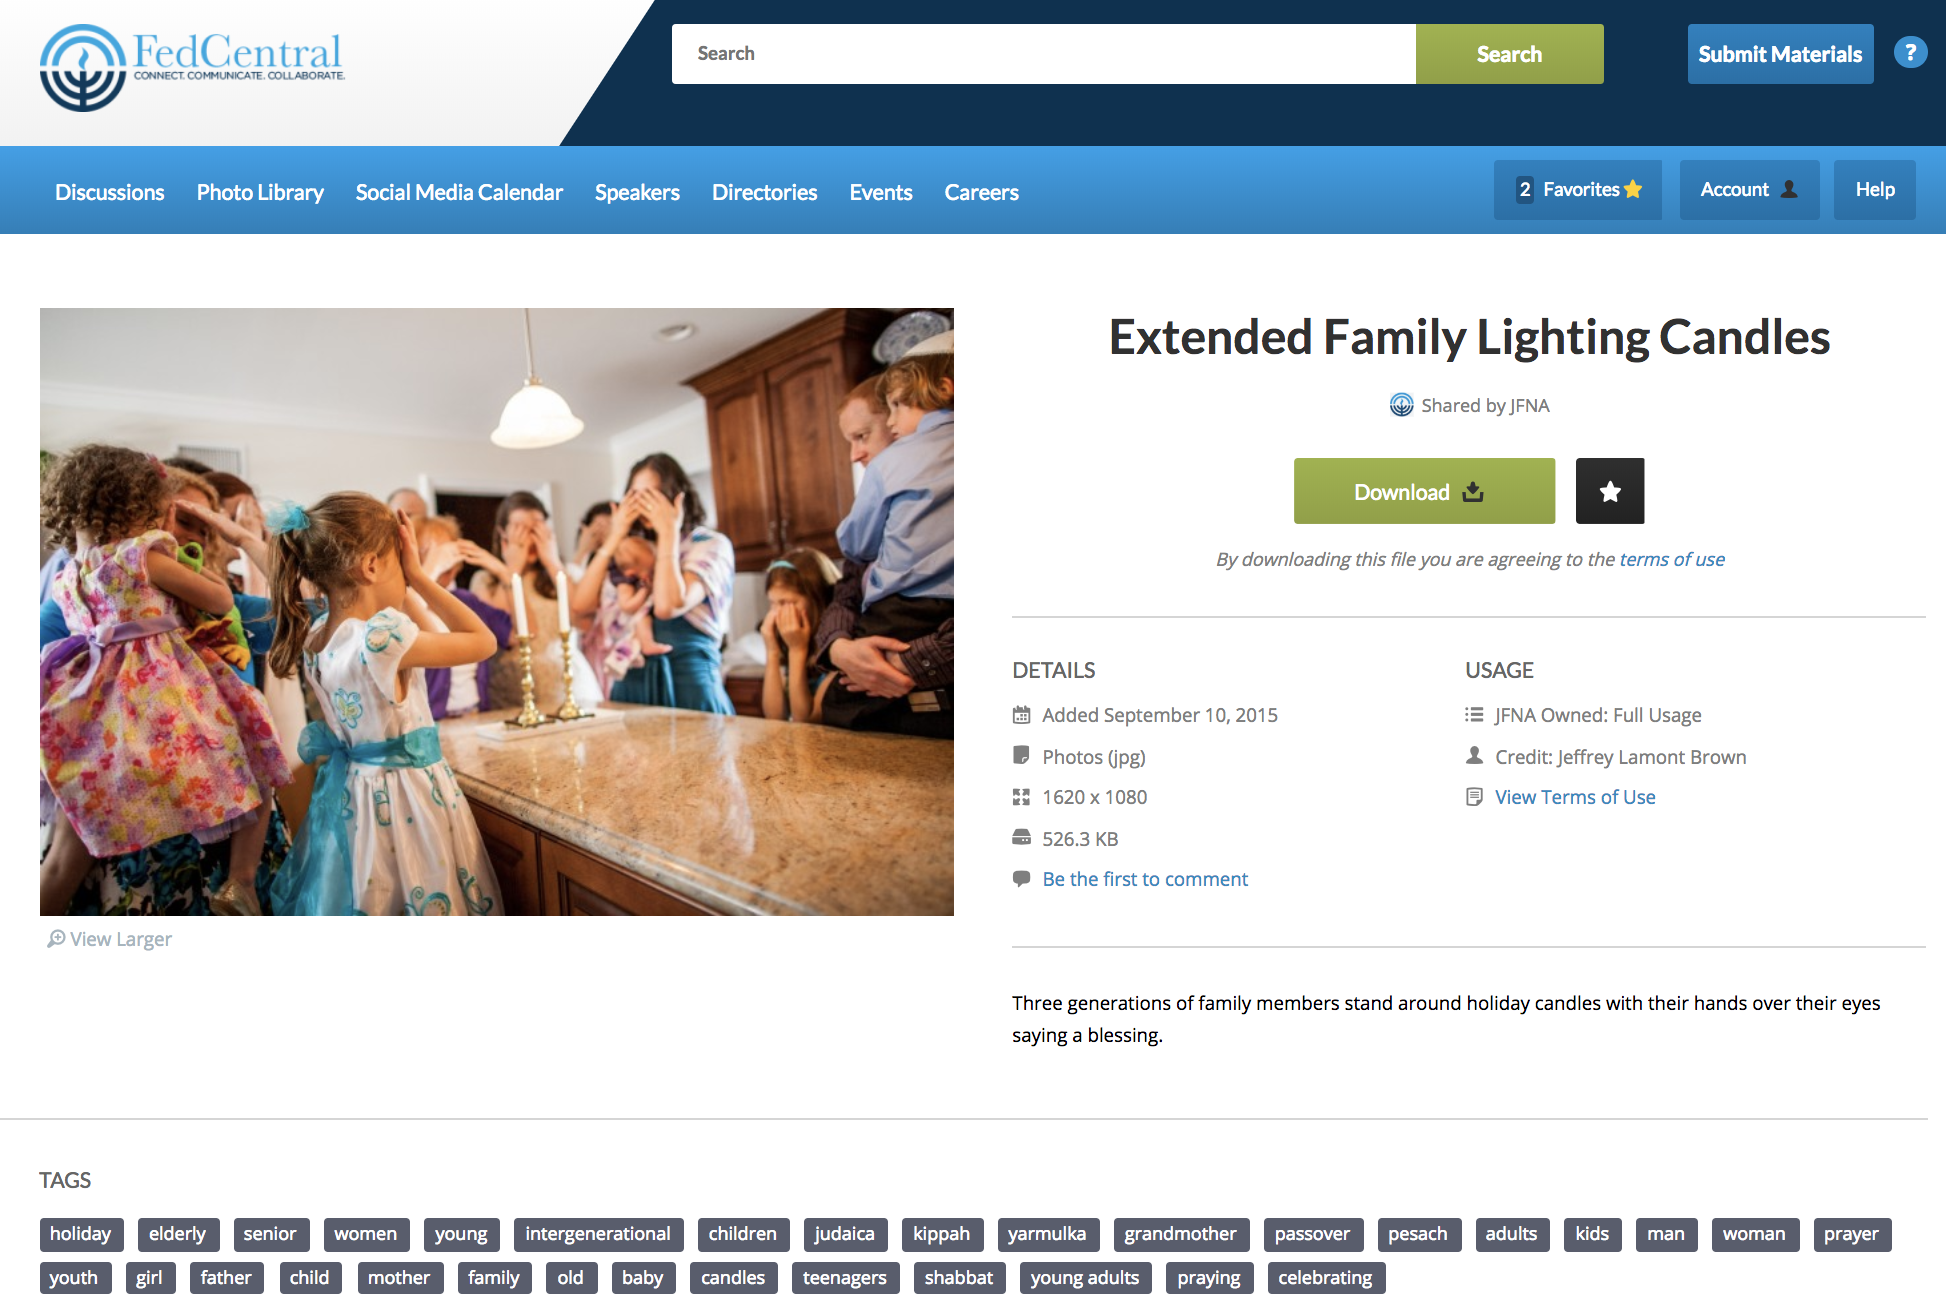 FedCentral
CONNECT. COMMUNICATE. COLLABORATE.
Search
Search
Submit Materials
?
Discussions
Photo Library
Social Media Calendar
Speakers
Directories
Events
Careers
2 Favorites
Account
Help
Extended Family Lighting Candles
Shared by JFNA
Download
By downloading this file you are agreeing to the terms of use
View Larger
DETAILS
Added September 10, 2015
Photos (jpg)
1620 x 1080
526.3 KB
Be the first to comment
USAGE
JFNA Owned: Full Usage
Credit: Jeffrey Lamont Brown
View Terms of Use
Three generations of family members stand around holiday candles with their hands over their eyes
saying a blessing.
TAGS
holiday elderly senior women young intergenerational children judaica kippah yarmulka grandmother passover pesach adults kids man woman prayer
youth girl father child mother family old baby candles teenagers shabbat young adults praying celebrating